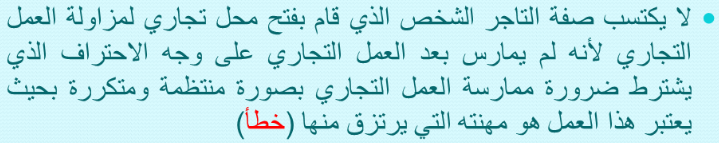 • لا يكتسب صفة التاجر الشخص الذي قام بفتح محل تجاري لمزاولة العمل
التجاري لأنه لم يمارس بعد العمل التجاري على وجه الاحتراف الذي
يشترط ضرورة ممارسة العمل التجاري بصورة منتظمة ومتكررة بحيث
يعتبر هذا العمل هو مهنته التي يرتزق منها (خطأ)